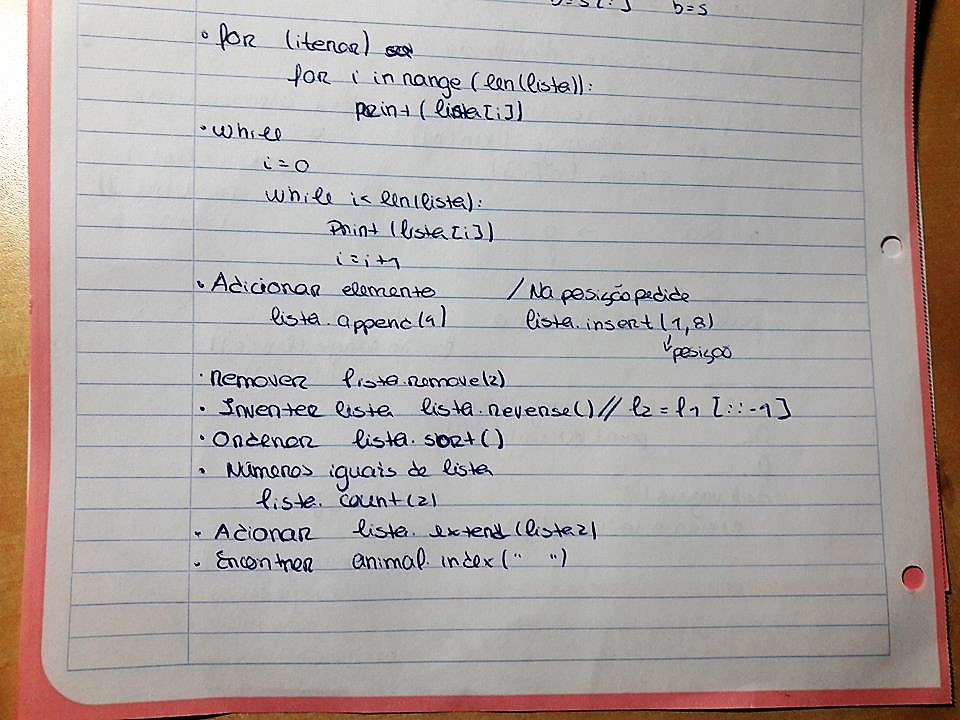 b=s[:] b=s
• for (iterar)
for i in range (len(lista)):
print (lista[i])
• while
i=0
while i< len(lista):
print (lista[i])
i=i+1
• Adicionar elemento / Na posição pedida
lista.append(4) lista.insert(1,8)
↳ posição
• Remover lista.remove(2)
• Inverter lista lista.reverse() // l2 = l1 [::-1]
• Ordenar lista.sort()
• Números iguais de lista
lista.count(2)
• Adionar lista.extend(lista2)
• Encontrar animal.index(" ")